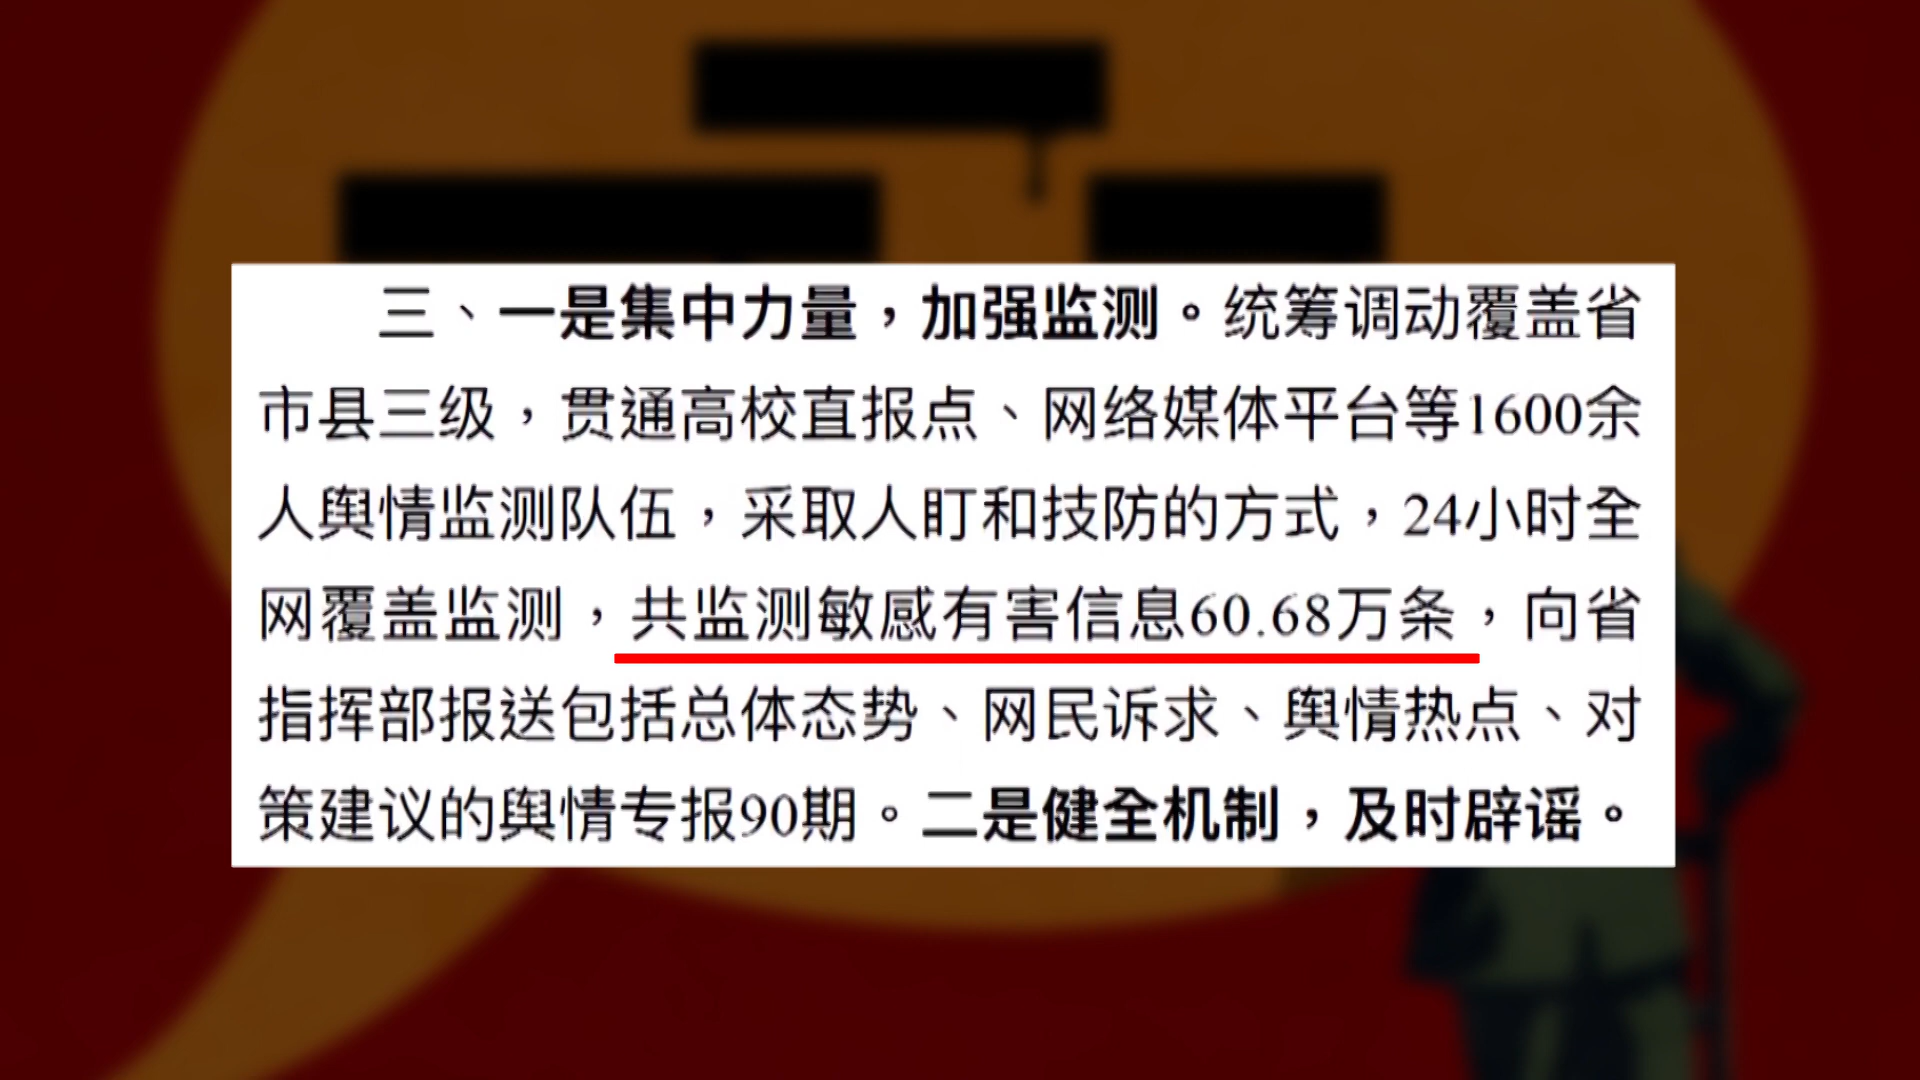 三、一是集中力量，加强监测。统筹调动覆盖省
市县三级，贯通高校直报点、网络媒体平台等1600余
人舆情监测队伍，采取人盯和技防的方式，24小时全
网覆盖监测，共监测敏感有害信息60.68万条，向省
指挥部报送包括总体态势、网民诉求、舆情热点、对
策建议的舆情专报90期。二是健全机制，及时辟谣。